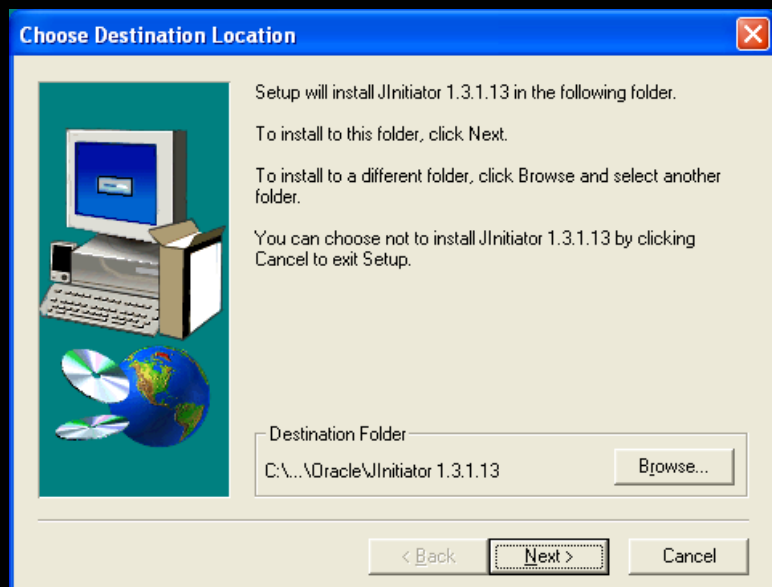 Choose Destination Location
Setup will install JInitiator 1.3.1.13 in the following folder.
To install to this folder, click Next.
To install to a different folder, click Browse and select another
folder.
You can choose not to install JInitiator 1.3.1.13 by clicking
Cancel to exit Setup.
Destination Folder
C:\...\Oracle\JInitiator 1.3.1.13
Browse...
< Back
Next >
Cancel